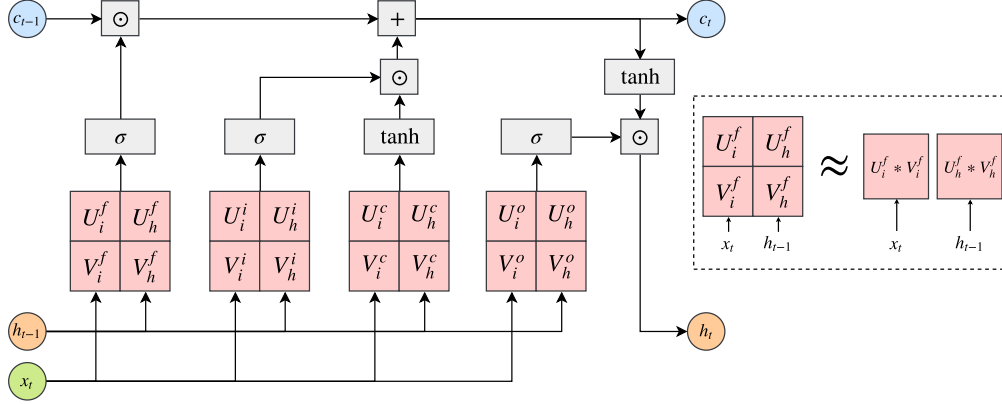 c_{t−1} ⊙ + c_t
tanh
⊙
σ σ tanh σ ⊙
U_i^f U_h^f U_i^i U_h^i U_i^c U_h^c U_i^o U_h^o
V_i^f V_h^f V_i^i V_h^i V_i^c V_h^c V_i^o V_h^o
h_{t−1} h_t
x_t
U_i^f U_h^f ≈ U_i^f ∗ V_i^f U_h^f ∗ V_h^f
V_i^f V_h^f
x_t h_{t−1} x_t h_{t−1}